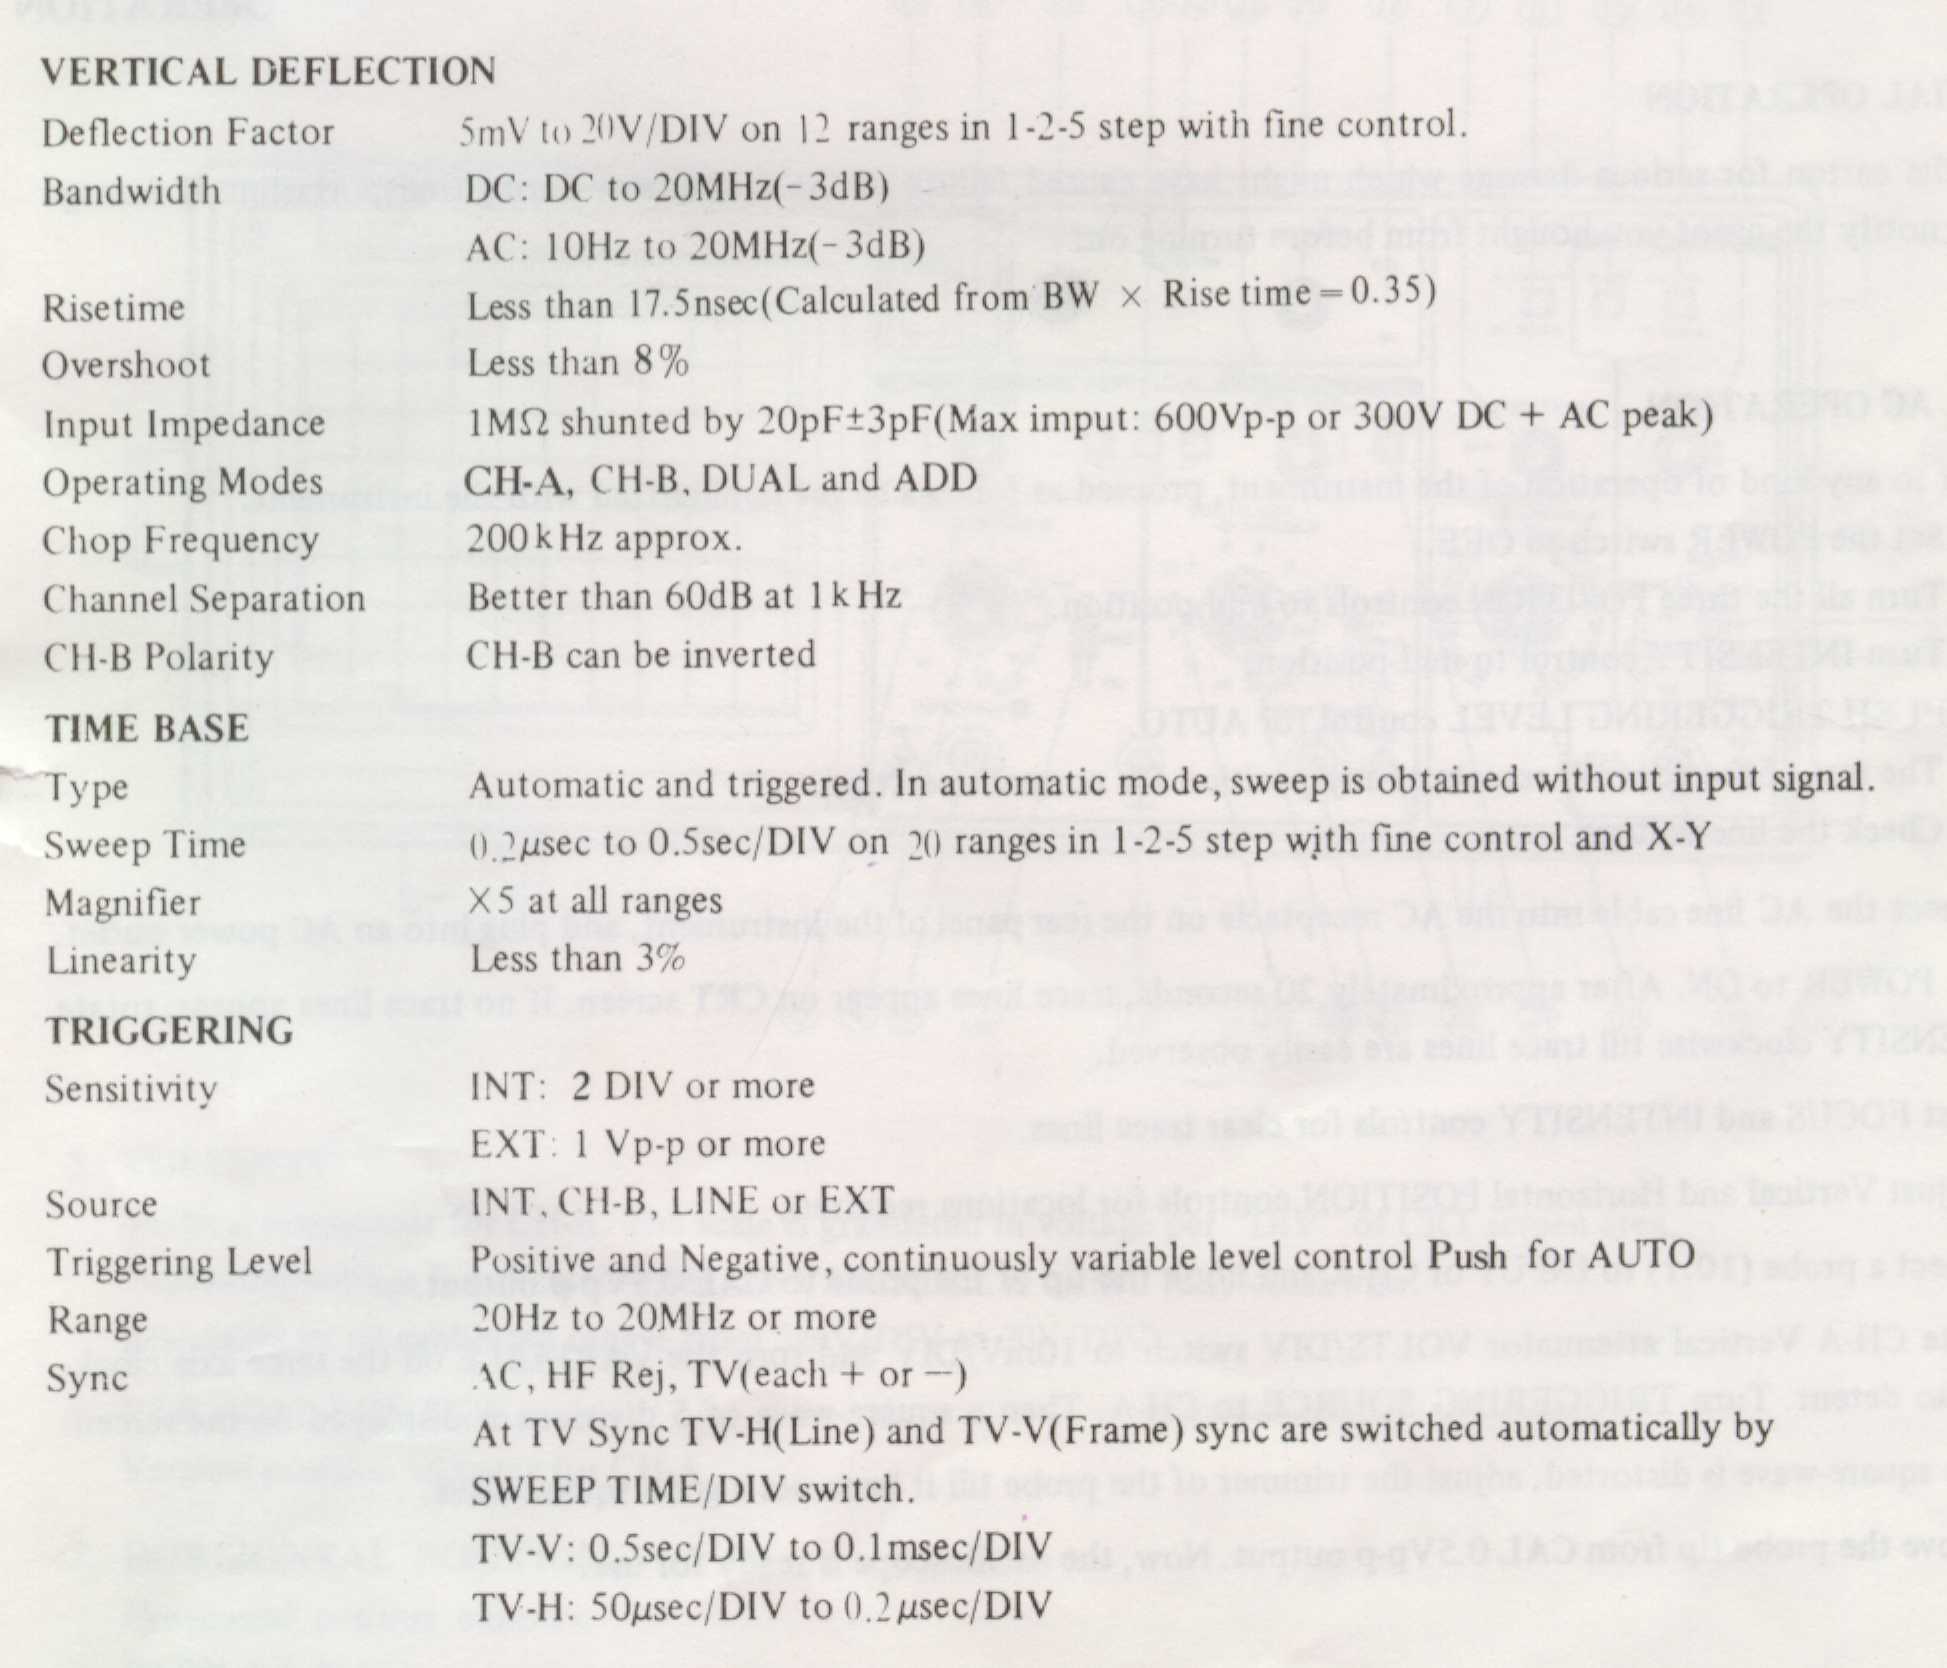 VERTICAL DEFLECTION
Deflection Factor 5mV to 20V/DIV on 12 ranges in 1-2-5 step with fine control.
Bandwidth DC: DC to 20MHz(-3dB)
AC: 10Hz to 20MHz(-3dB)
Risetime Less than 17.5nsec(Calculated from BW × Rise time=0.35)
Overshoot Less than 8%
Input Impedance 1MΩ shunted by 20pF±3pF(Max imput: 600Vp-p or 300V DC + AC peak)
Operating Modes CH-A, CH-B, DUAL and ADD
Chop Frequency 200kHz approx.
Channel Separation Better than 60dB at 1kHz
CH-B Polarity CH-B can be inverted
TIME BASE
Type Automatic and triggered. In automatic mode, sweep is obtained without input signal.
Sweep Time 0.2μsec to 0.5sec/DIV on 20 ranges in 1-2-5 step with fine control and X-Y
Magnifier ×5 at all ranges
Linearity Less than 3%
TRIGGERING
Sensitivity INT: 2 DIV or more
EXT: 1 Vp-p or more
Source INT, CH-B, LINE or EXT
Triggering Level Positive and Negative, continuously variable level control Push for AUTO
Range 20Hz to 20MHz or more
Sync AC, HF Rej, TV(each + or −)
At TV Sync TV-H(Line) and TV-V(Frame) sync are switched automatically by
SWEEP TIME/DIV switch.
TV-V: 0.5sec/DIV to 0.1msec/DIV
TV-H: 50μsec/DIV to 0.2μsec/DIV